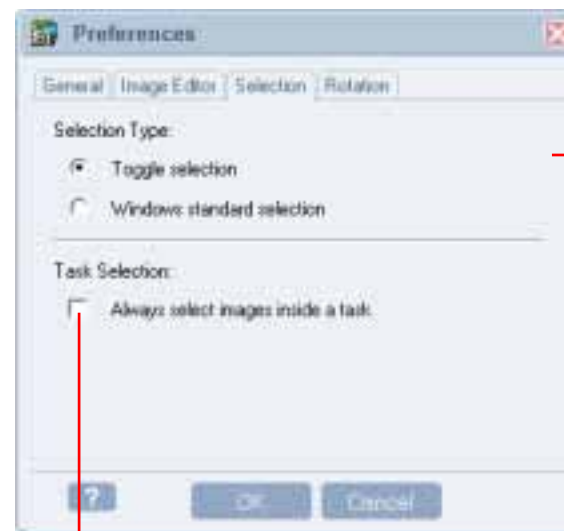 Preferences
General Image Editor Selection Rotation
Selection Type:
Toggle selection
Windows standard selection
Task Selection:
Always select images inside a task
? OK Cancel